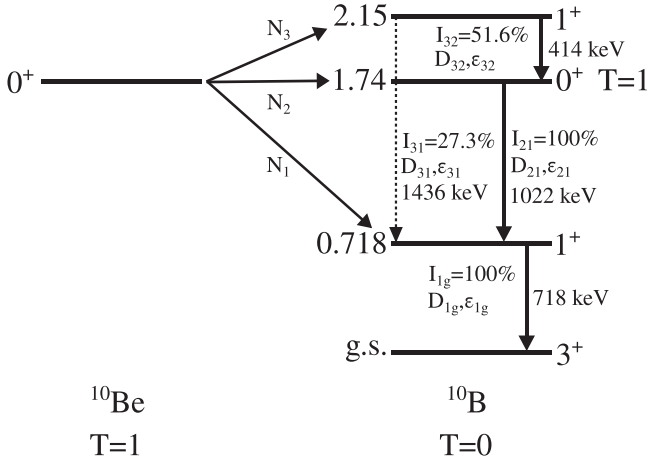 2.15
1⁺
N₃
I₃₂=51.6%
D₃₂,ε₃₂
414 keV
0⁺
1.74
0⁺ T=1
N₂
N₁
I₃₁=27.3%
D₃₁,ε₃₁
1436 keV
I₂₁=100%
D₂₁,ε₂₁
1022 keV
0.718
1⁺
I₁g=100%
D₁g,ε₁g
718 keV
g.s.
3⁺
¹⁰Be
¹⁰B
T=1
T=0